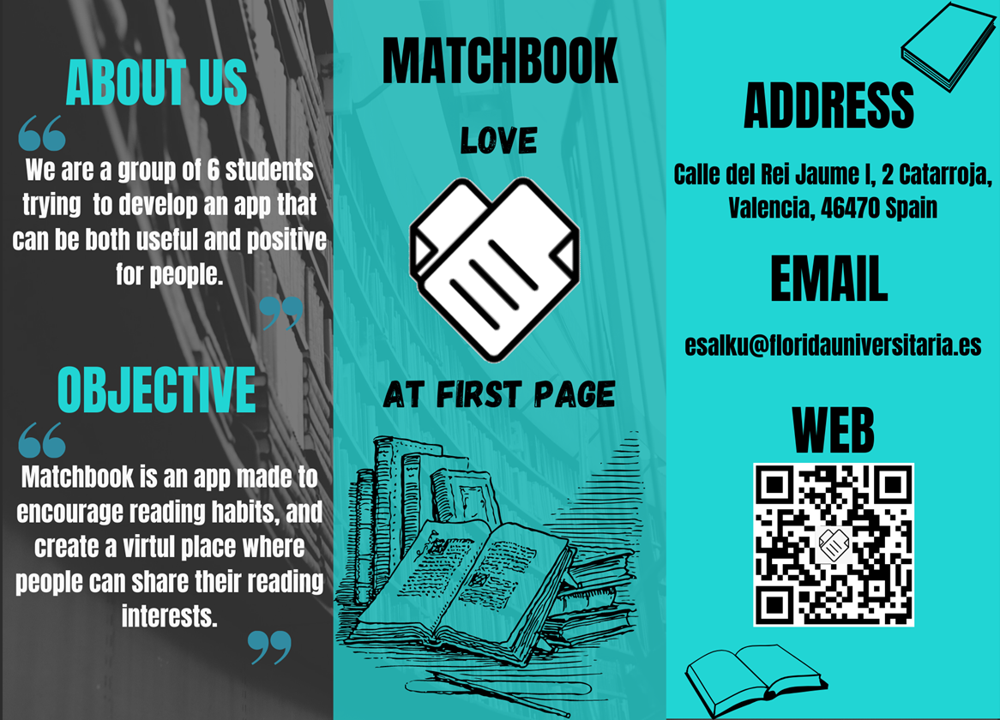 ABOUT US
We are a group of 6 students
trying  to develop an app that
can be both useful and positive
for people.
OBJECTIVE
Matchbook is an app made to
encourage reading habits, and
create a virtul place where
people can share their reading
interests.
MATCHBOOK
LOVE
AT FIRST PAGE
ADDRESS
Calle del Rei Jaume I, 2 Catarroja,
Valencia, 46470 Spain
EMAIL
esalku@floridauniversitaria.es
WEB